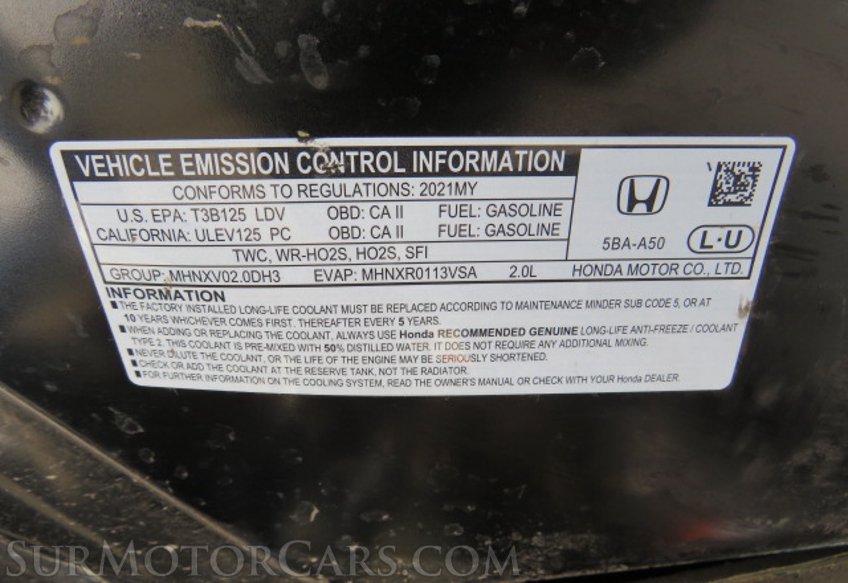 VEHICLE EMISSION CONTROL INFORMATION
CONFORMS TO REGULATIONS: 2021MY
U.S. EPA: T3B125 LDV OBD: CA II FUEL: GASOLINE
CALIFORNIA: ULEV125 PC OBD: CA II FUEL: GASOLINE
TWC, WR-HO2S, HO2S, SFI
GROUP: MHNXV02.0DH3 EVAP: MHNXR0113VSA 2.0L
5BA-A50
L·U
HONDA MOTOR CO., LTD.
INFORMATION
■THE FACTORY INSTALLED LONG-LIFE COOLANT MUST BE REPLACED ACCORDING TO MAINTENANCE MINDER SUB CODE 5, OR AT
10 YEARS WHICHEVER COMES FIRST. THEREAFTER EVERY 5 YEARS.
■WHEN ADDING OR REPLACING THE COOLANT, ALWAYS USE Honda RECOMMENDED GENUINE LONG-LIFE ANTI-FREEZE / COOLANT
TYPE 2. THIS COOLANT IS PRE-MIXED WITH 50% DISTILLED WATER. IT DOES NOT REQUIRE ANY ADDITIONAL MIXING.
■NEVER DILUTE THE COOLANT, OR THE LIFE OF THE ENGINE MAY BE SERIOUSLY SHORTENED.
■CHECK OR ADD THE COOLANT AT THE RESERVE TANK, NOT THE RADIATOR.
■FOR FURTHER INFORMATION ON THE COOLING SYSTEM, READ THE OWNER'S MANUAL OR CHECK WITH YOUR Honda DEALER.
SURMOTORCARS.COM